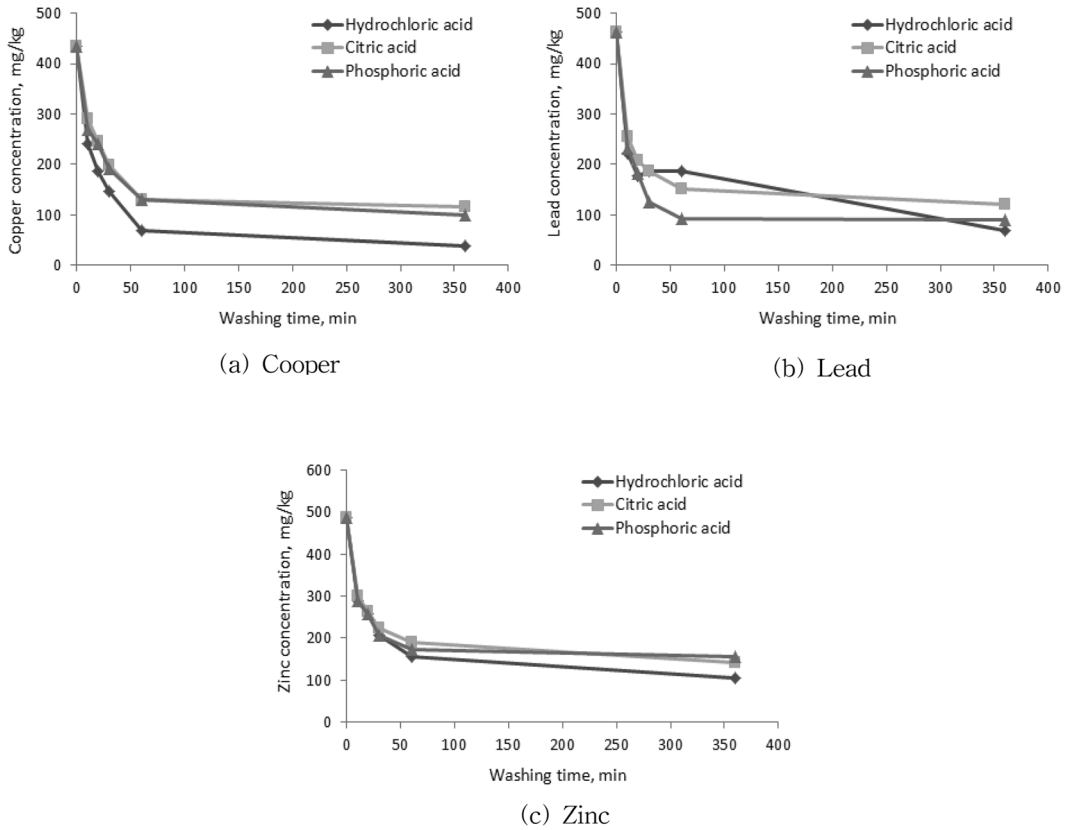 Copper concentration, mg/kg
500
400
300
200
100
0
Hydrochloric acid
Citric acid
Phosphoric acid
0 50 100 150 200 250 300 350 400
Washing time, min
(a) Cooper
Lead concentration, mg/kg
500
400
300
200
100
0
Hydrochloric acid
Citric acid
Phosphoric acid
0 50 100 150 200 250 300 350 400
Washing time, min
(b) Lead
Zinc concentration, mg/kg
600
500
400
300
200
100
0
Hydrochloric acid
Citric acid
Phosphoric acid
0 50 100 150 200 250 300 350 400
Washing time, min
(c) Zinc